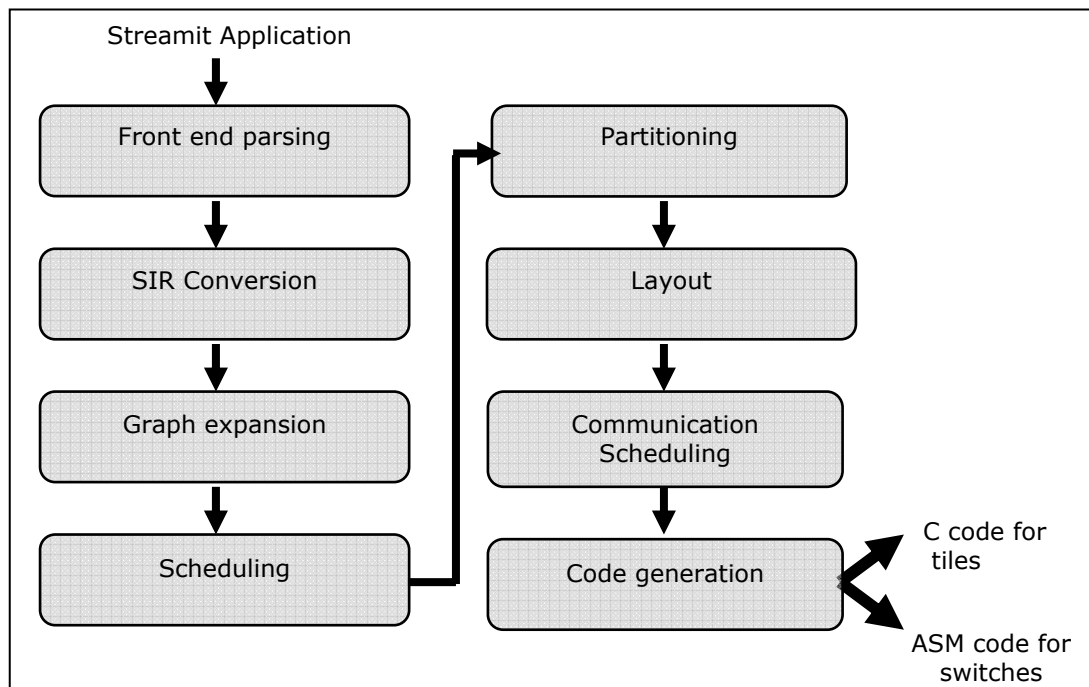 Streamit Application
Front end parsing
SIR Conversion
Graph expansion
Scheduling
Partitioning
Layout
Communication
Scheduling
Code generation
C code for
tiles
ASM code for
switches